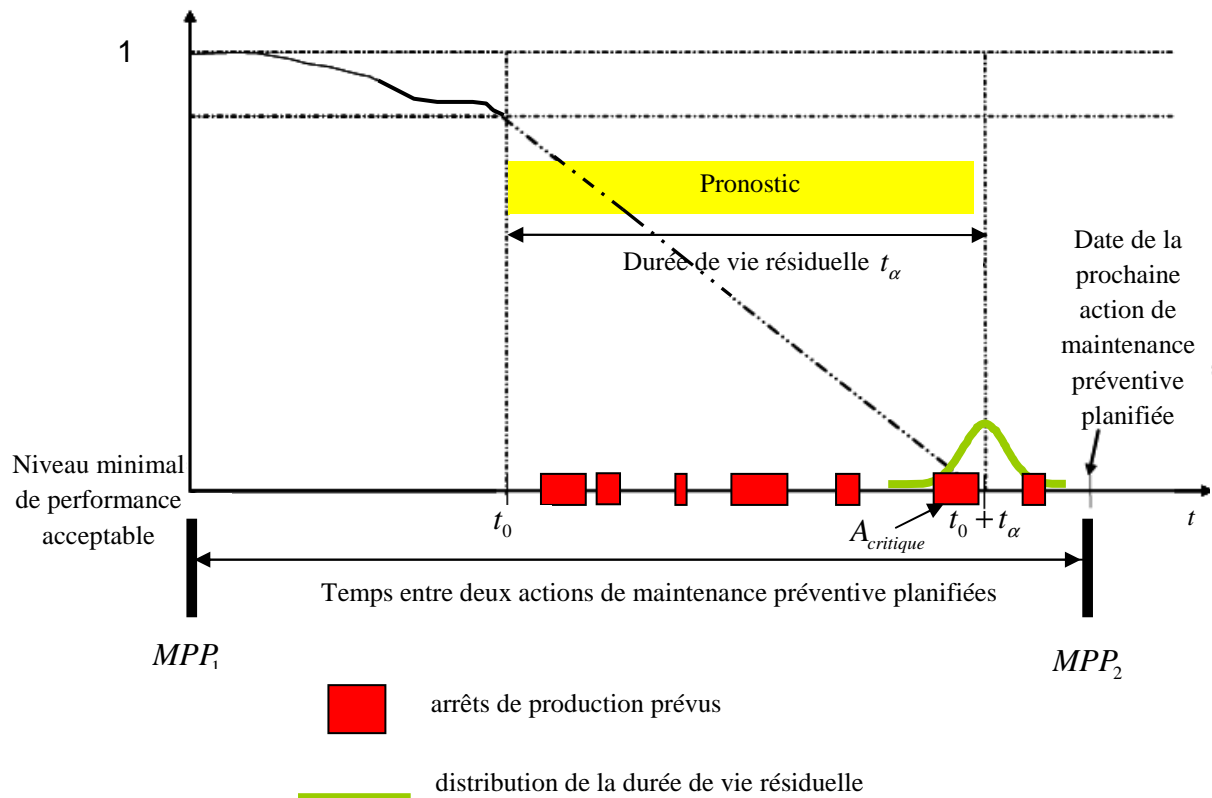 1
Pronostic
Durée de vie résiduelle tα
Date de la
prochaine
action de
maintenance
préventive
planifiée
Niveau minimal
de performance
acceptable
t0
Acritique
t0 + tα
t
Temps entre deux actions de maintenance préventive planifiées
MPP1
MPP2
arrêts de production prévus
distribution de la durée de vie résiduelle